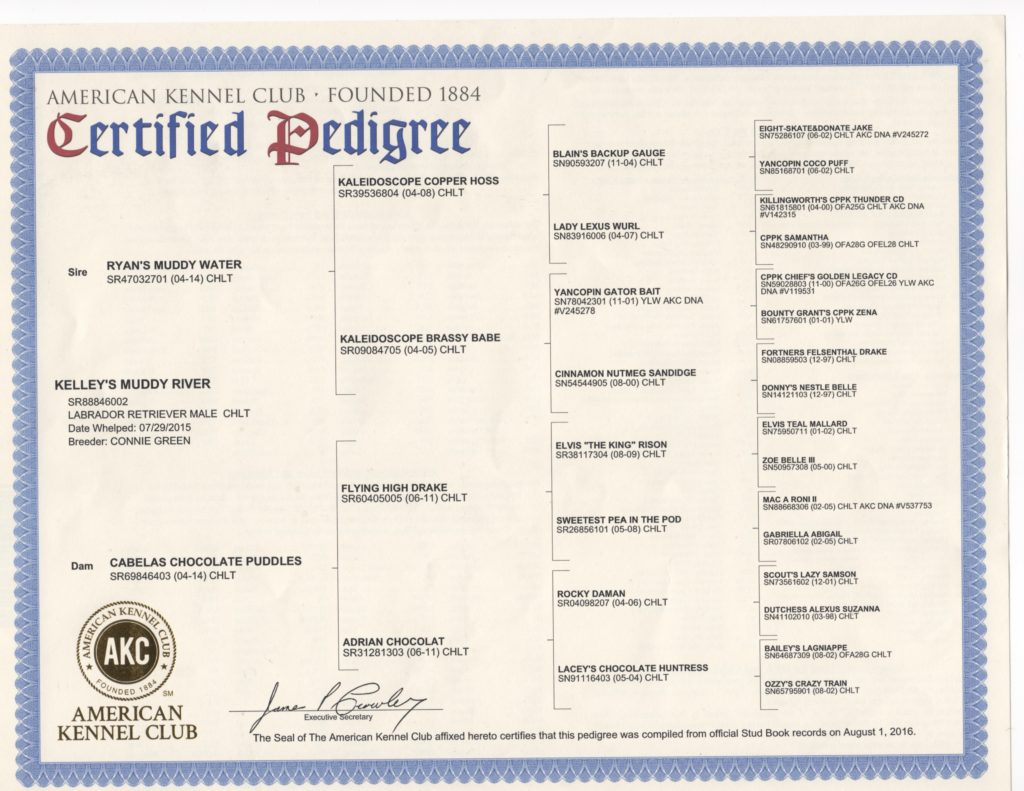 AMERICAN KENNEL CLUB · FOUNDED 1884
Certified Pedigree
Sire
RYAN'S MUDDY WATER
SR47032701 (04-14) CHLT
KELLEY'S MUDDY RIVER
SR88846002
LABRADOR RETRIEVER MALE CHLT
Date Whelped: 07/29/2015
Breeder: CONNIE GREEN
Dam
CABELAS CHOCOLATE PUDDLES
SR69846403 (04-14) CHLT
KALEIDOSCOPE COPPER HOSS
SR39536804 (04-08) CHLT
KALEIDOSCOPE BRASSY BABE
SR09084705 (04-05) CHLT
FLYING HIGH DRAKE
SR60405005 (06-11) CHLT
ADRIAN CHOCOLAT
SR31281303 (06-11) CHLT
BLAIN'S BACKUP GAUGE
SN90593207 (11-04) CHLT
LADY LEXUS WURL
SN83916006 (04-07) CHLT
YANCOPIN GATOR BAIT
SN78042301 (11-01) YLW AKC DNA
#V245278
CINNAMON NUTMEG SANDIDGE
SN54544905 (08-00) CHLT
ELVIS "THE KING" RISON
SR38117304 (08-09) CHLT
SWEETEST PEA IN THE POD
SR26856101 (05-08) CHLT
ROCKY DAMAN
SR04098207 (04-06) CHLT
LACEY'S CHOCOLATE HUNTRESS
SN91116403 (05-04) CHLT
EIGHT-SKATE&DONATE JAKE
SN75286107 (06-02) CHLT AKC DNA #V245272
YANCOPIN COCO PUFF
SN85168701 (06-02) CHLT
KILLINGWORTH'S CPPK THUNDER CD
SN61815801 (04-00) OFA25G CHLT AKC DNA
#V142315
CPPK SAMANTHA
SN48290910 (03-99) OFA28G OFEL28 CHLT
CPPK CHIEF'S GOLDEN LEGACY CD
SN59028803 (11-00) OFA26G OFEL26 YLW AKC
DNA #V119531
BOUNTY GRANT'S CPPK ZENA
SN61757601 (01-01) YLW
FORTNERS FELSENTHAL DRAKE
SN08859503 (12-97) CHLT
DONNY'S NESTLE BELLE
SN14121103 (12-97) CHLT
ELVIS TEAL MALLARD
SN75950711 (01-02) CHLT
ZOE BELLE III
SN50957308 (05-00) CHLT
MAC A RONI II
SN88668306 (02-05) CHLT AKC DNA #V537753
GABRIELLA ABIGAIL
SR07806102 (02-05) CHLT
SCOUT'S LAZY SAMSON
SN73561602 (12-01) CHLT
DUTCHESS ALEXUS SUZANNA
SN41102010 (03-98) CHLT
BAILEY'S LAGNIAPPE
SN64687309 (08-02) OFA28G CHLT
OZZY'S CRAZY TRAIN
SN65795901 (08-02) CHLT
AMERICAN KENNEL CLUB
AKC
FOUNDED 1884
SM
AMERICAN
KENNEL CLUB
James P Crowley
Executive Secretary
The Seal of The American Kennel Club affixed hereto certifies that this pedigree was compiled from official Stud Book records on August 1, 2016.